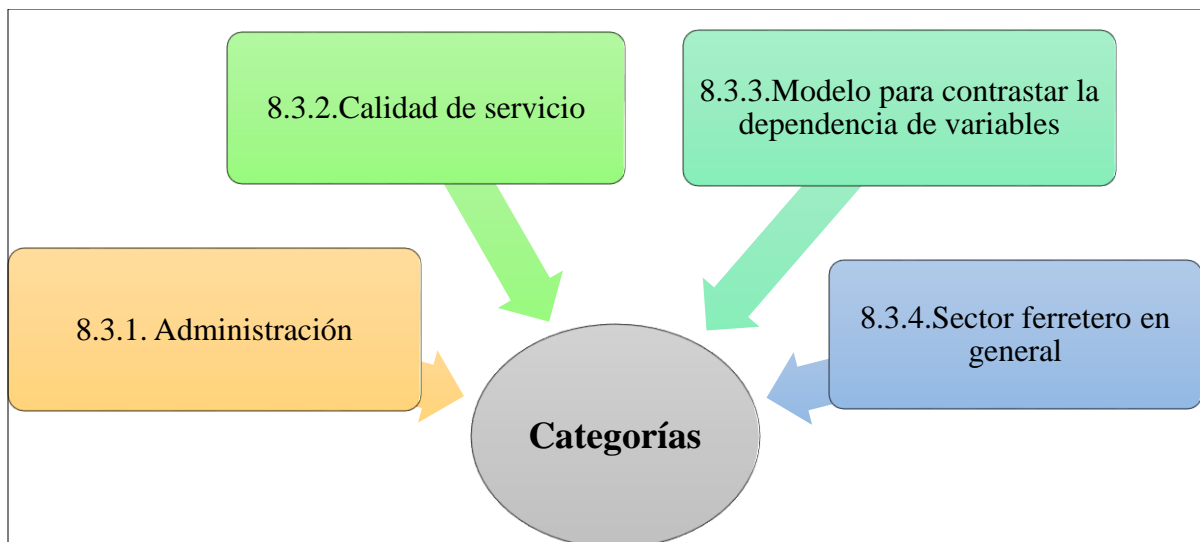 8.3.2.Calidad de servicio
8.3.3.Modelo para contrastar la
dependencia de variables
8.3.1. Administración
8.3.4.Sector ferretero en
general
Categorías